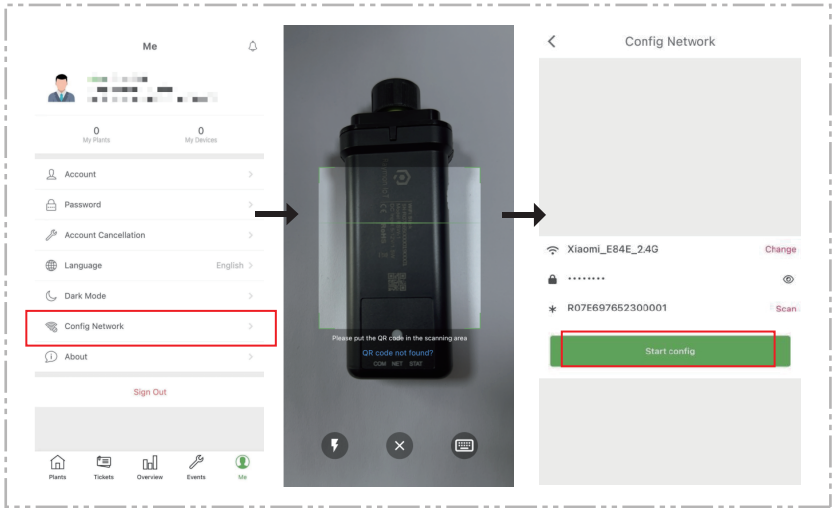 Me
0
My Plants
0
My Devices
Account
Password
Account Cancellation
Language
English
Dark Mode
Config Network
About
Sign Out
Plants
Tickets
Overview
Events
Me
Please put the QR code in the scanning area
QR code not found?
COM NET STAT
Config Network
Xiaomi_E84E_2.4G
Change
••••••••
R07E697652300001
Scan
Start config